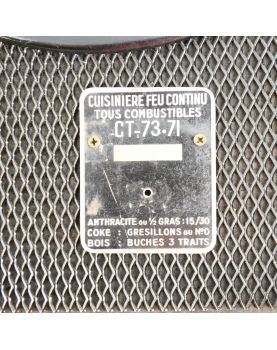 CUISINIERE FEU CONTINU
TOUS COMBUSTIBLES
CT-73•71
ANTHRACITE ou ½ GRAS : 15/30
COKE : GRESILLONS ou N°0
BOIS : BUCHES 3 TRAITS